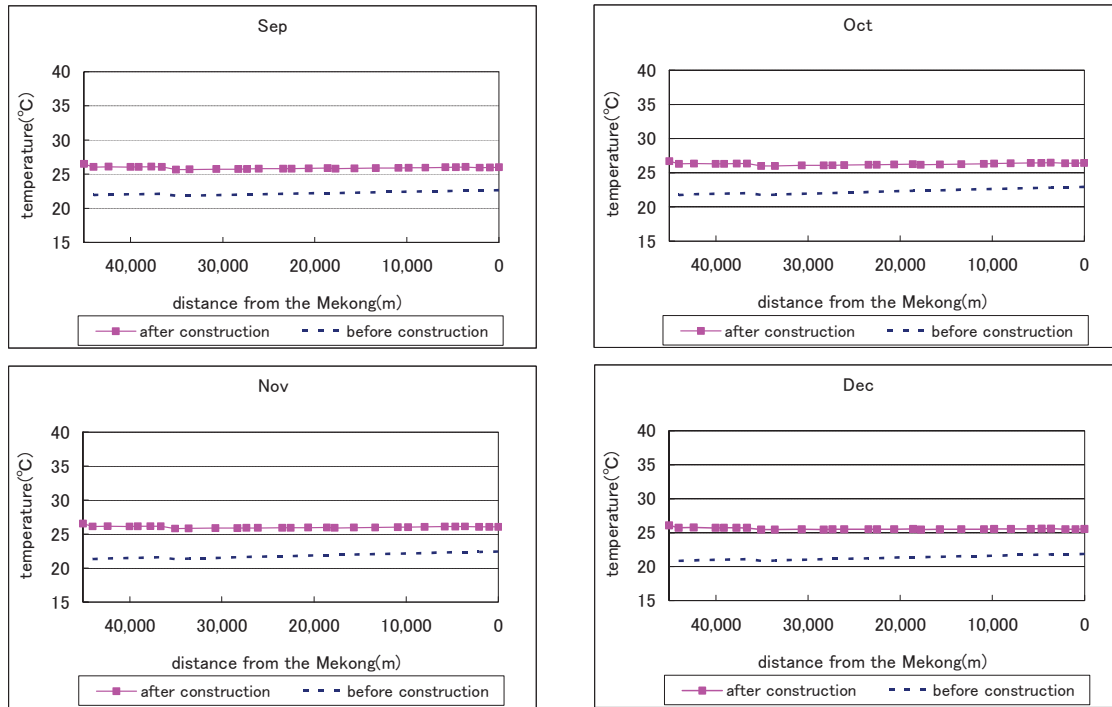 Sep
40
35
30
25
20
15
temperature(℃)
40,000 30,000 20,000 10,000 0
distance from the Mekong(m)
after construction before construction
Oct
40
35
30
25
20
15
temperature(℃)
40,000 30,000 20,000 10,000 0
distance from the Mekong(m)
after construction before construction
Nov
40
35
30
25
20
15
temperature(℃)
40,000 30,000 20,000 10,000 0
distance from the Mekong(m)
after construction before construction
Dec
40
35
30
25
20
15
temperature(℃)
40,000 30,000 20,000 10,000 0
distance from the Mekong(m)
after construction before construction